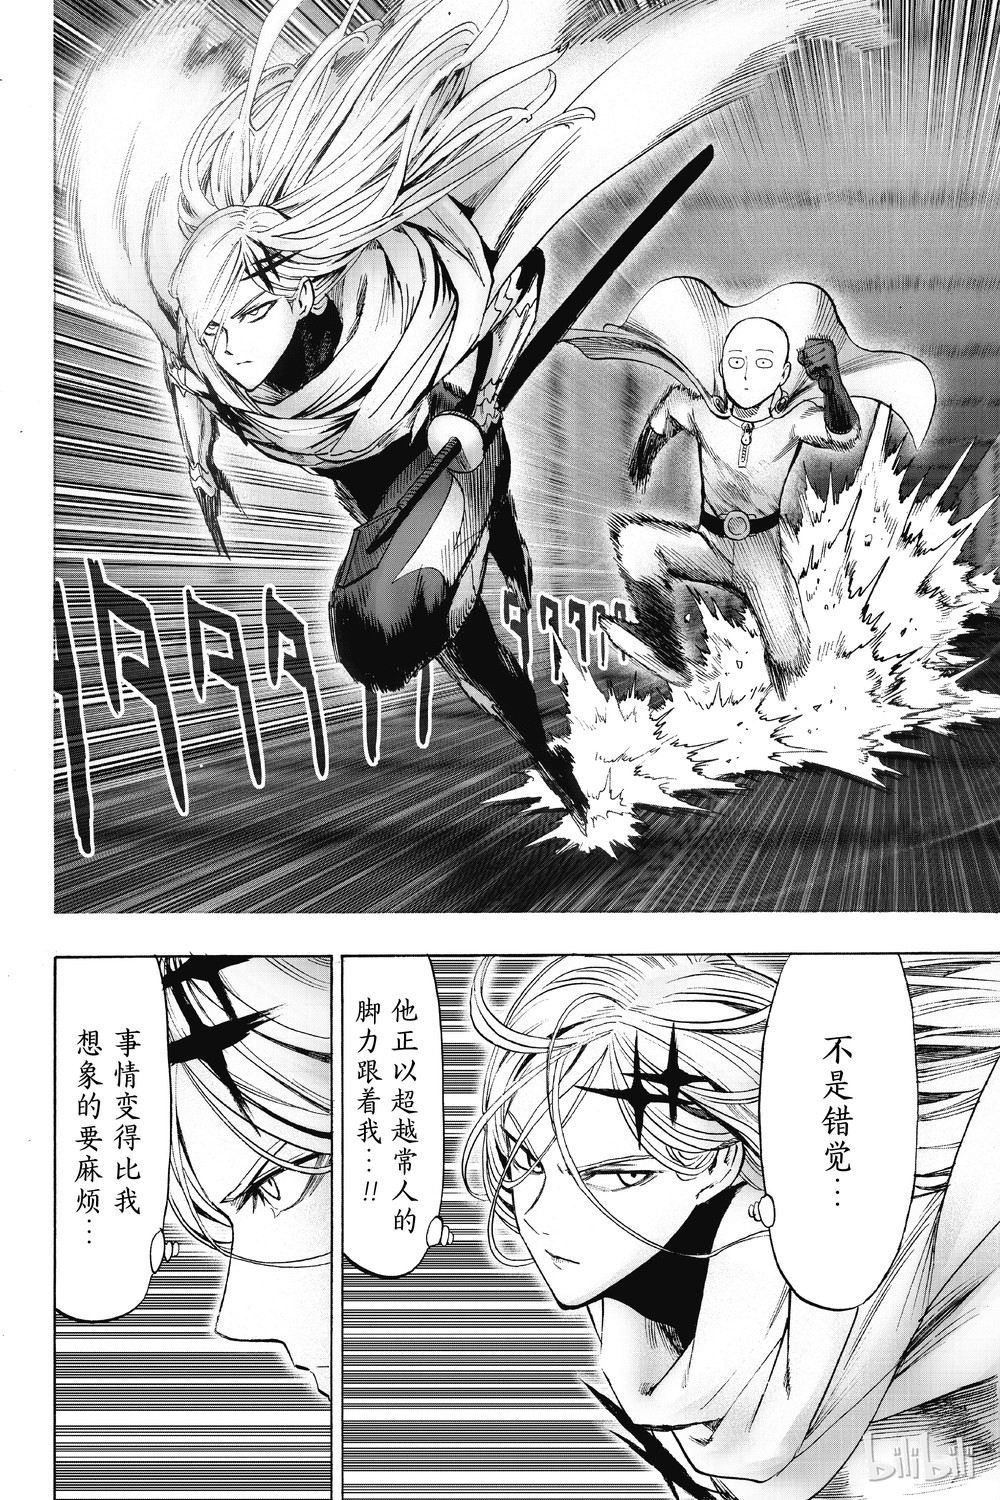 不是错觉…
他正以超越常人的
脚力跟着我…!!
事情变得比我
想象的要麻烦…
bilibili